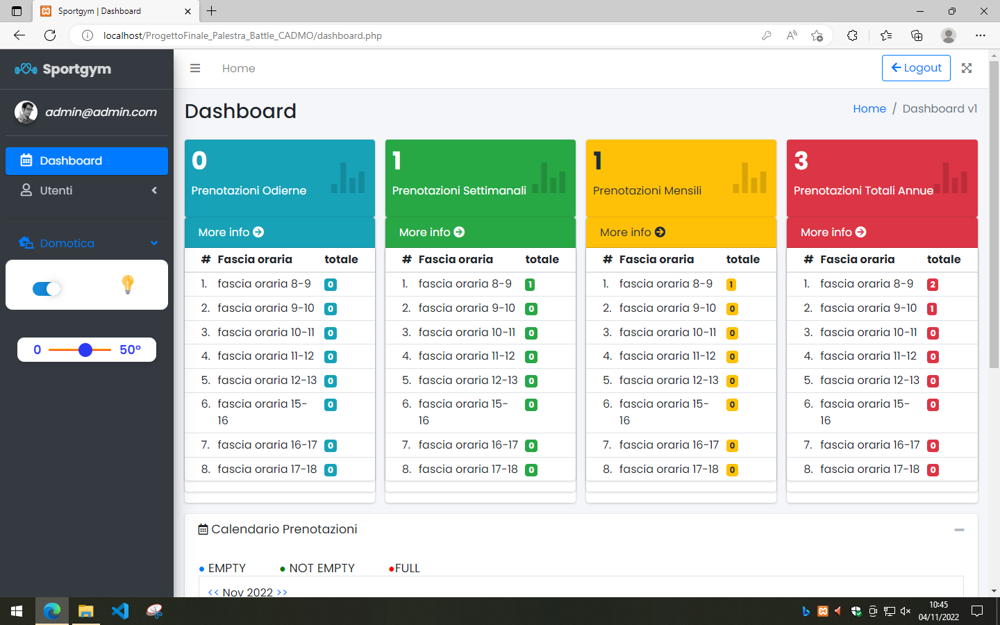 Sportgym | Dashboard
localhost/ProgettoFinale_Palestra_Battle_CADMO/dashboard.php
Sportgym
Home
Logout
admin@admin.com
Dashboard
Home / Dashboard v1
Dashboard
Utenti
Domotica
0 50°
0
Prenotazioni Odierne
More info
# Fascia oraria totale
1. fascia oraria 8-9 0
2. fascia oraria 9-10 0
3. fascia oraria 10-11 0
4. fascia oraria 11-12 0
5. fascia oraria 12-13 0
6. fascia oraria 15- 0
16
7. fascia oraria 16-17 0
8. fascia oraria 17-18 0
1
Prenotazioni Settimanali
More info
# Fascia oraria totale
1. fascia oraria 8-9 1
2. fascia oraria 9-10 0
3. fascia oraria 10-11 0
4. fascia oraria 11-12 0
5. fascia oraria 12-13 0
6. fascia oraria 15- 0
16
7. fascia oraria 16-17 0
8. fascia oraria 17-18 0
1
Prenotazioni Mensili
More info
# Fascia oraria totale
1. fascia oraria 8-9 1
2. fascia oraria 9-10 0
3. fascia oraria 10-11 0
4. fascia oraria 11-12 0
5. fascia oraria 12-13 0
6. fascia oraria 15- 0
16
7. fascia oraria 16-17 0
8. fascia oraria 17-18 0
3
Prenotazioni Totali Annue
More info
# Fascia oraria totale
1. fascia oraria 8-9 2
2. fascia oraria 9-10 1
3. fascia oraria 10-11 0
4. fascia oraria 11-12 0
5. fascia oraria 12-13 0
6. fascia oraria 15- 0
16
7. fascia oraria 16-17 0
8. fascia oraria 17-18 0
Calendario Prenotazioni
EMPTY NOT EMPTY FULL
<< Nov 2022 >>
10:45
04/11/2022